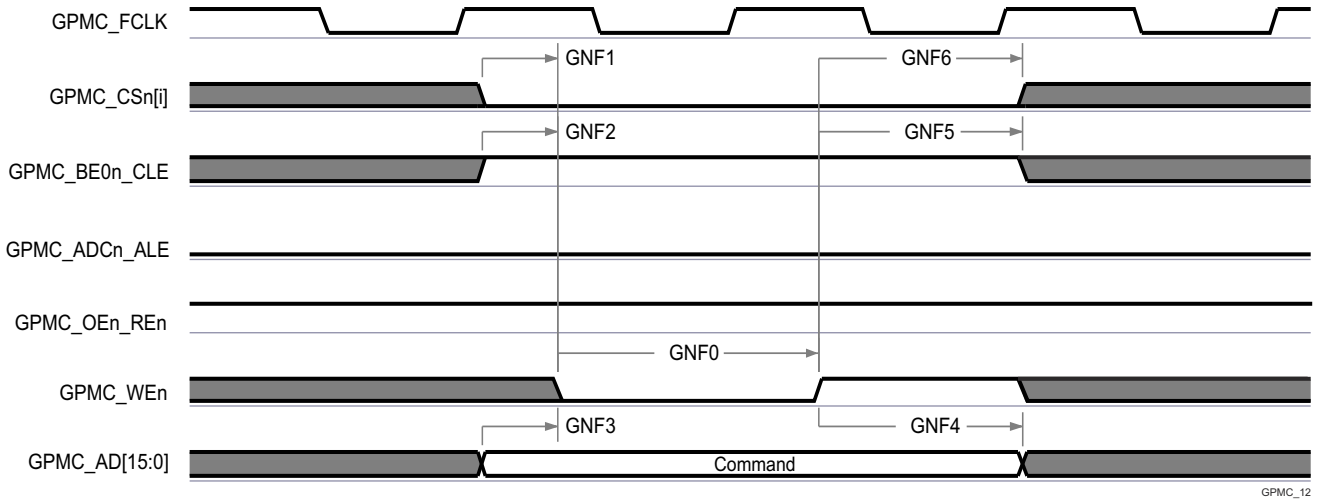 GPMC_FCLK
GNF1
GNF6
GPMC_CSn[i]
GNF2
GNF5
GPMC_BE0n_CLE
GPMC_ADCn_ALE
GPMC_OEn_REn
GNF0
GPMC_WEn
GNF3
GNF4
GPMC_AD[15:0]
Command
GPMC_12